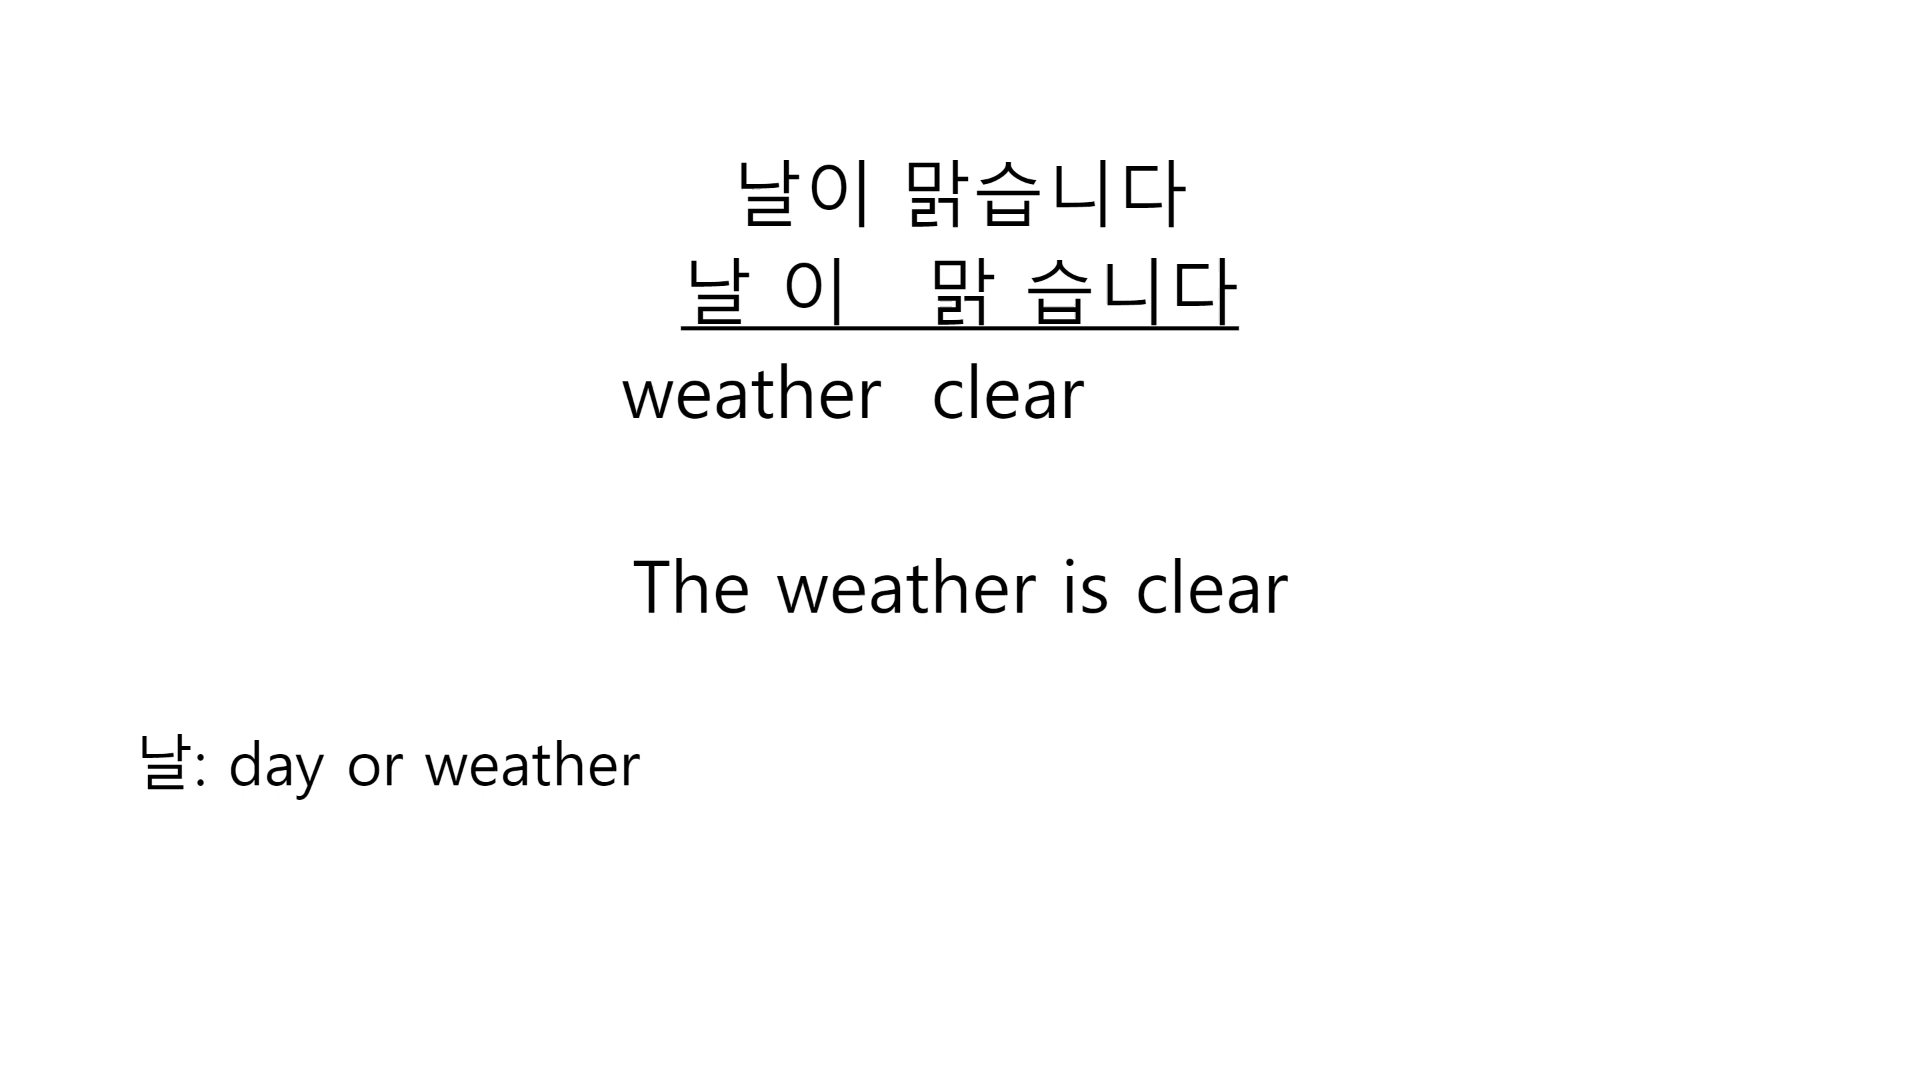 날이 맑습니다
날 이 맑 습니다
weather clear
The weather is clear
날: day or weather